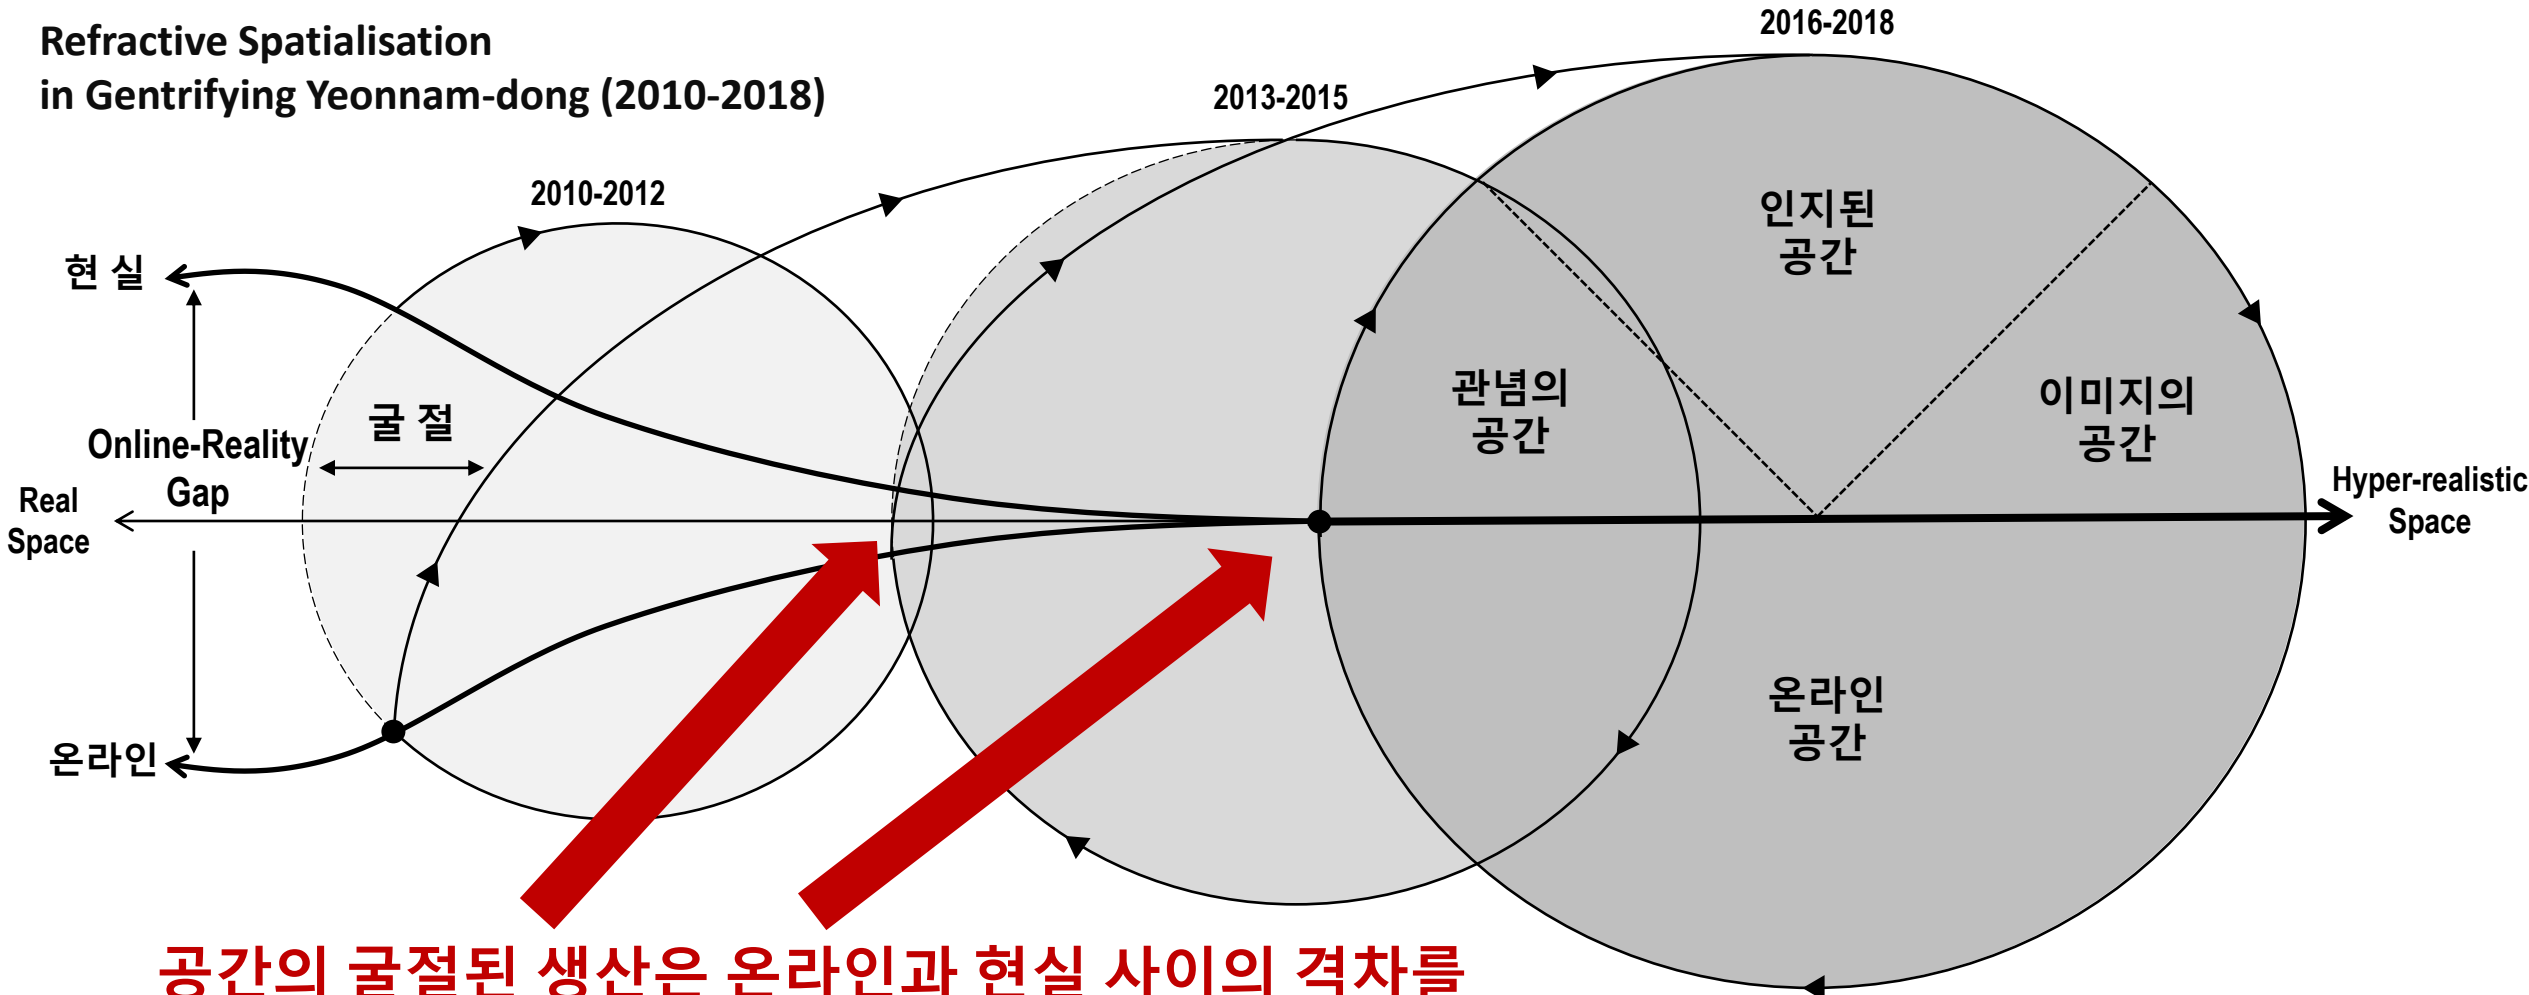 Refractive Spatialisation
in Gentrifying Yeonnam-dong (2010-2018)
2016-2018
2013-2015
2010-2012
현 실
굴 절
Online-Reality
Gap
Real
Space
온라인
인지된
공간
관념의
공간
이미지의
공간
Hyper-realistic
Space
온라인
공간
공간의 굴절된 생산은 온라인과 현실 사이의 격차를